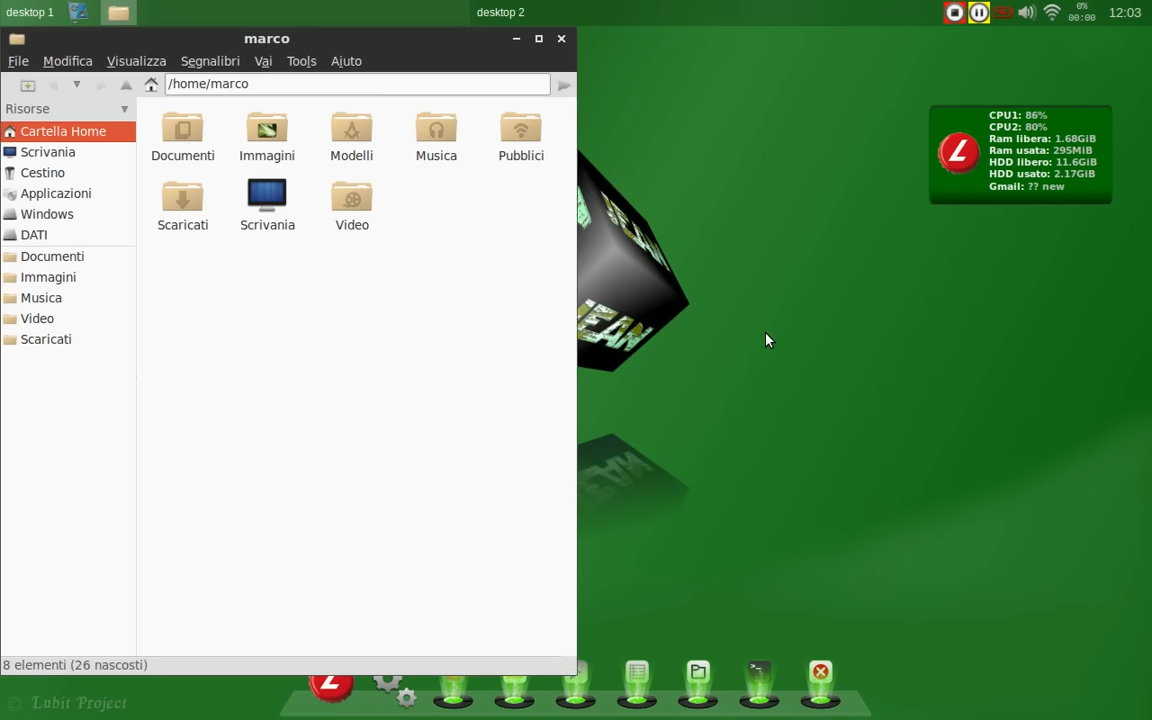 desktop 1
desktop 2
0%
00:00
12:03
marco
File Modifica Visualizza Segnalibri Vai Tools Aiuto
/home/marco
Risorse
Cartella Home
Scrivania
Cestino
Applicazioni
Windows
DATI
Documenti
Immagini
Musica
Video
Scaricati
Documenti Immagini Modelli Musica Pubblici
Scaricati Scrivania Video
8 elementi (26 nascosti)
CPU1: 86%
CPU2: 80%
Ram libera: 1.68GiB
Ram usata: 295MiB
HDD libero: 11.6GiB
HDD usato: 2.17GiB
Gmail: ?? new
L
L
>_
© Lubit Project